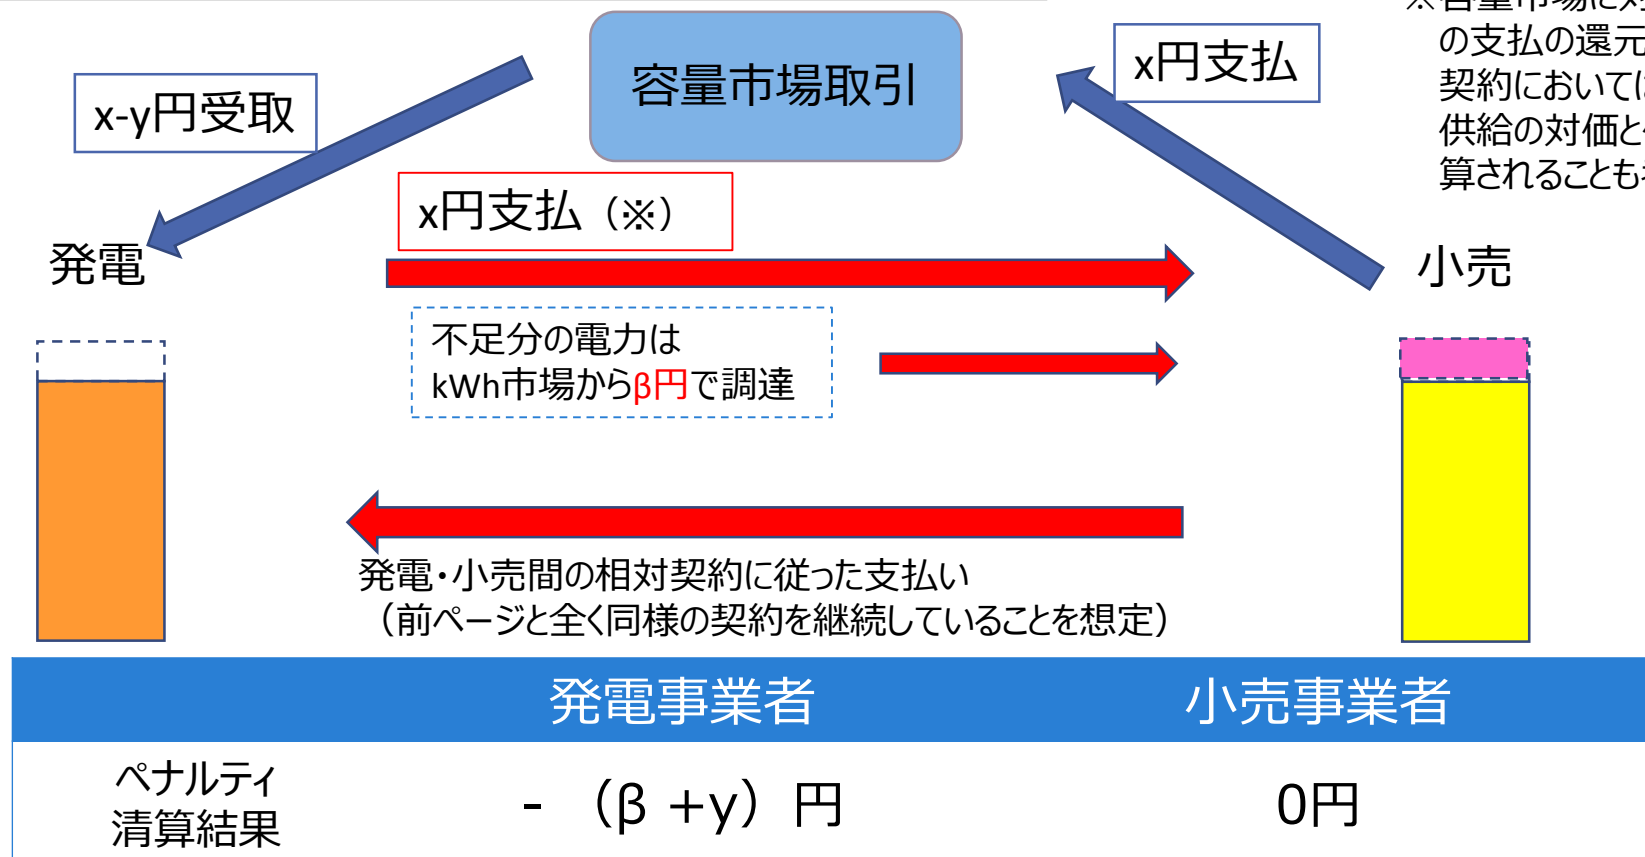 容量市場取引
x円支払
x-y円受取
の支払の還元
契約においては
供給の対価と
算されることも
x円支払（※）
発電
小売
不足分の電力は
kWh市場からβ円で調達
発電・小売間の相対契約に従った支払い
（前ページと全く同様の契約を継続していることを想定）
発電事業者 小売事業者
ペナルティ
清算結果
- （β +y）円 0円